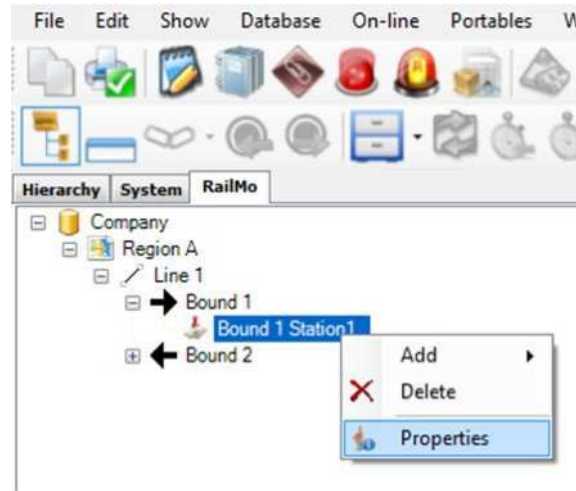 File Edit Show Database On-line Portables
Hierarchy System RailMo
Company
Region A
Line 1
Bound 1
Bound 1 Station1
Bound 2
Add
Delete
Properties